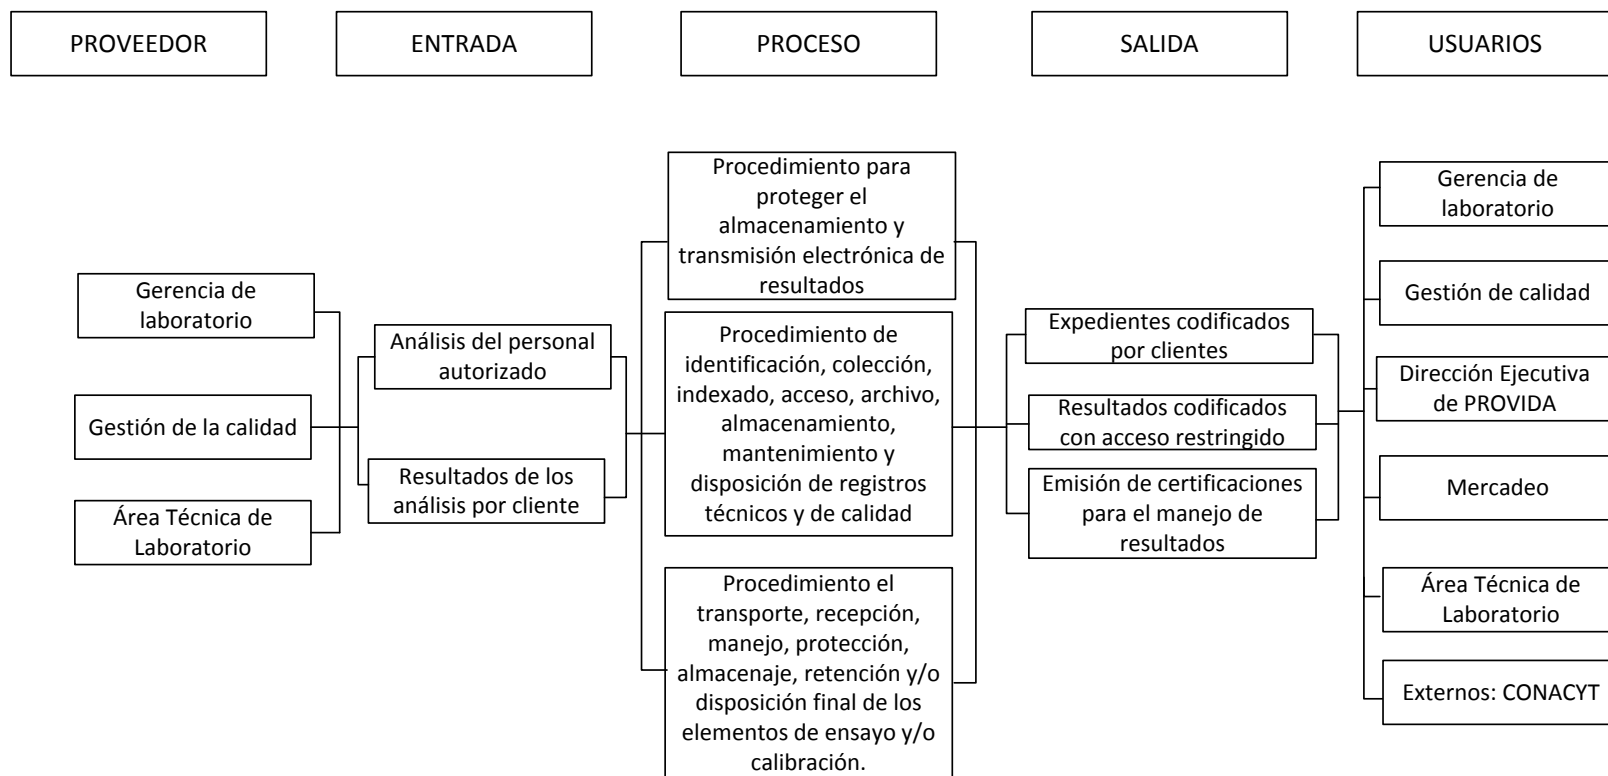 PROVEEDOR
ENTRADA
PROCESO
SALIDA
USUARIOS
Gerencia de
laboratorio
Gestión de la calidad
Área Técnica de
Laboratorio
Análisis del personal
autorizado
Resultados de los
análisis por cliente
Procedimiento para
proteger el
almacenamiento y
transmisión electrónica de
resultados
Procedimiento de
identificación, colección,
indexado, acceso, archivo,
almacenamiento,
mantenimiento y
disposición de registros
técnicos y de calidad
Procedimiento el
transporte, recepción,
manejo, protección,
almacenaje, retención y/o
disposición final de los
elementos de ensayo y/o
calibración.
Expedientes codificados
por clientes
Resultados codificados
con acceso restringido
Emisión de certificaciones
para el manejo de
resultados
Gerencia de
laboratorio
Gestión de calidad
Dirección Ejecutiva
de PROVIDA
Mercadeo
Área Técnica de
Laboratorio
Externos: CONACYT